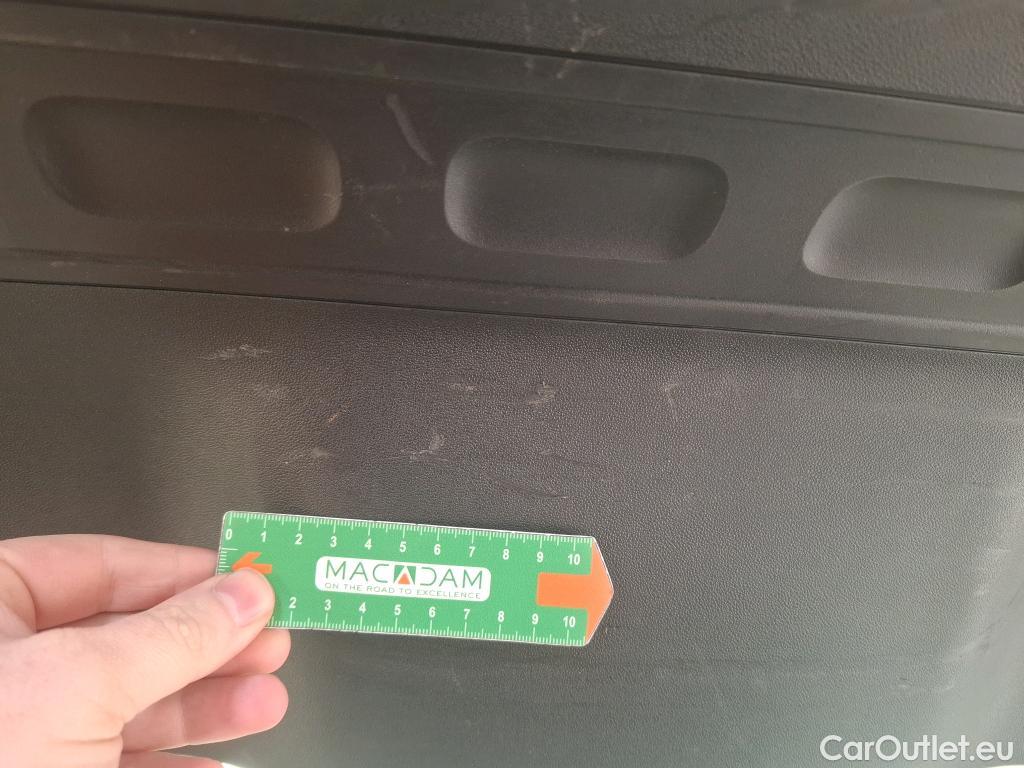 0 1 2 3 4 5 6 7 8 9 10
MACADAM
ON THE ROAD TO EXCELLENCE
2 3 4 5 6 7 8 9 10
CarOutlet.eu